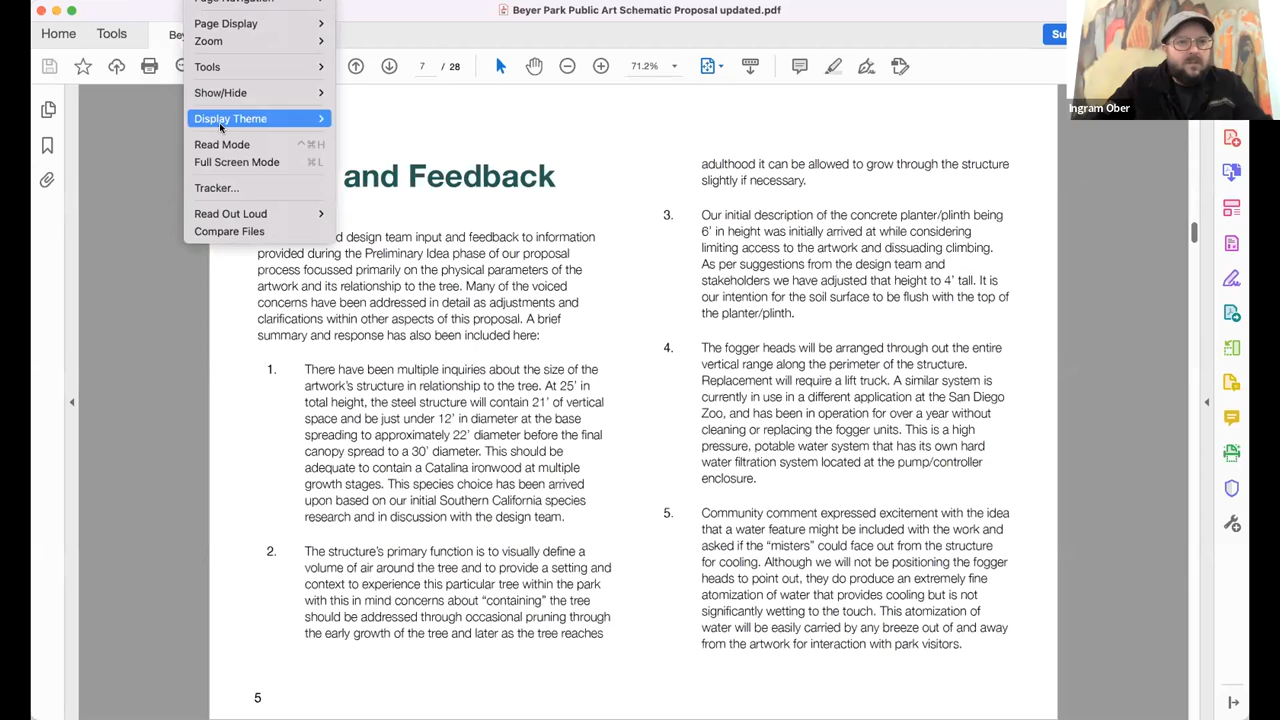 Beyer Park Public Art Schematic Proposal updated.pdf
Home
Tools
Page Navigation
Page Display
Zoom
Tools
Show/Hide
Display Theme
Read Mode ^⌘H
Full Screen Mode ⌘L
Tracker...
Read Out Loud
Compare Files
7 / 28
71.2%
Ingram Ober
and Feedback
d design team input and feedback to information
provided during the Preliminary Idea phase of our proposal
process focussed primarily on the physical parameters of the
artwork and its relationship to the tree. Many of the voiced
concerns have been addressed in detail as adjustments and
clarifications within other aspects of this proposal. A brief
summary and response has also been included here:
1. There have been multiple inquiries about the size of the
artwork's structure in relationship to the tree. At 25' in
total height, the steel structure will contain 21' of vertical
space and be just under 12' in diameter at the base
spreading to approximately 22' diameter before the final
canopy spread to a 30' diameter. This should be
adequate to contain a Catalina ironwood at multiple
growth stages. This species choice has been arrived
upon based on our initial Southern California species
research and in discussion with the design team.
2. The structure's primary function is to visually define a
volume of air around the tree and to provide a setting and
context to experience this particular tree within the park
with this in mind concerns about "containing" the tree
should be addressed through occasional pruning through
the early growth of the tree and later as the tree reaches
adulthood it can be allowed to grow through the structure
slightly if necessary.
3. Our initial description of the concrete planter/plinth being
6' in height was initially arrived at while considering
limiting access to the artwork and dissuading climbing.
As per suggestions from the design team and
stakeholders we have adjusted that height to 4' tall. It is
our intention for the soil surface to be flush with the top of
the planter/plinth.
4. The fogger heads will be arranged through out the entire
vertical range along the perimeter of the structure.
Replacement will require a lift truck. A similar system is
currently in use in a different application at the San Diego
Zoo, and has been in operation for over a year without
cleaning or replacing the fogger units. This is a high
pressure, potable water system that has its own hard
water filtration system located at the pump/controller
enclosure.
5. Community comment expressed excitement with the idea
that a water feature might be included with the work and
asked if the "misters" could face out from the structure
for cooling. Although we will not be positioning the fogger
heads to point out, they do produce an extremely fine
atomization of water that provides cooling but is not
significantly wetting to the touch. This atomization of
water will be easily carried by any breeze out of and away
from the artwork for interaction with park visitors.
5